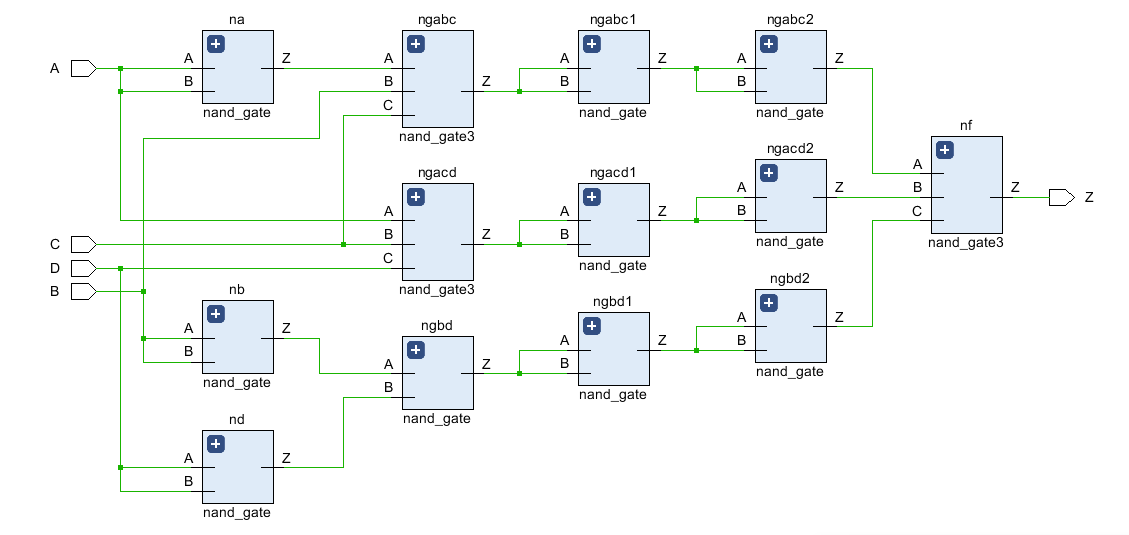 na
ngabc
ngabc1
ngabc2
A
A
B
Z
nand_gate
A
B
C
Z
nand_gate3
A
B
Z
nand_gate
A
B
Z
nand_gate
nf
A
B
C
Z
nand_gate3
Z
ngacd
ngacd1
ngacd2
C
D
B
A
B
C
Z
nand_gate3
A
B
Z
nand_gate
A
B
Z
nand_gate
nb
ngbd
ngbd1
ngbd2
A
B
Z
nand_gate
A
B
Z
nand_gate
A
B
Z
nand_gate
A
B
Z
nand_gate
nd
A
B
Z
nand_gate